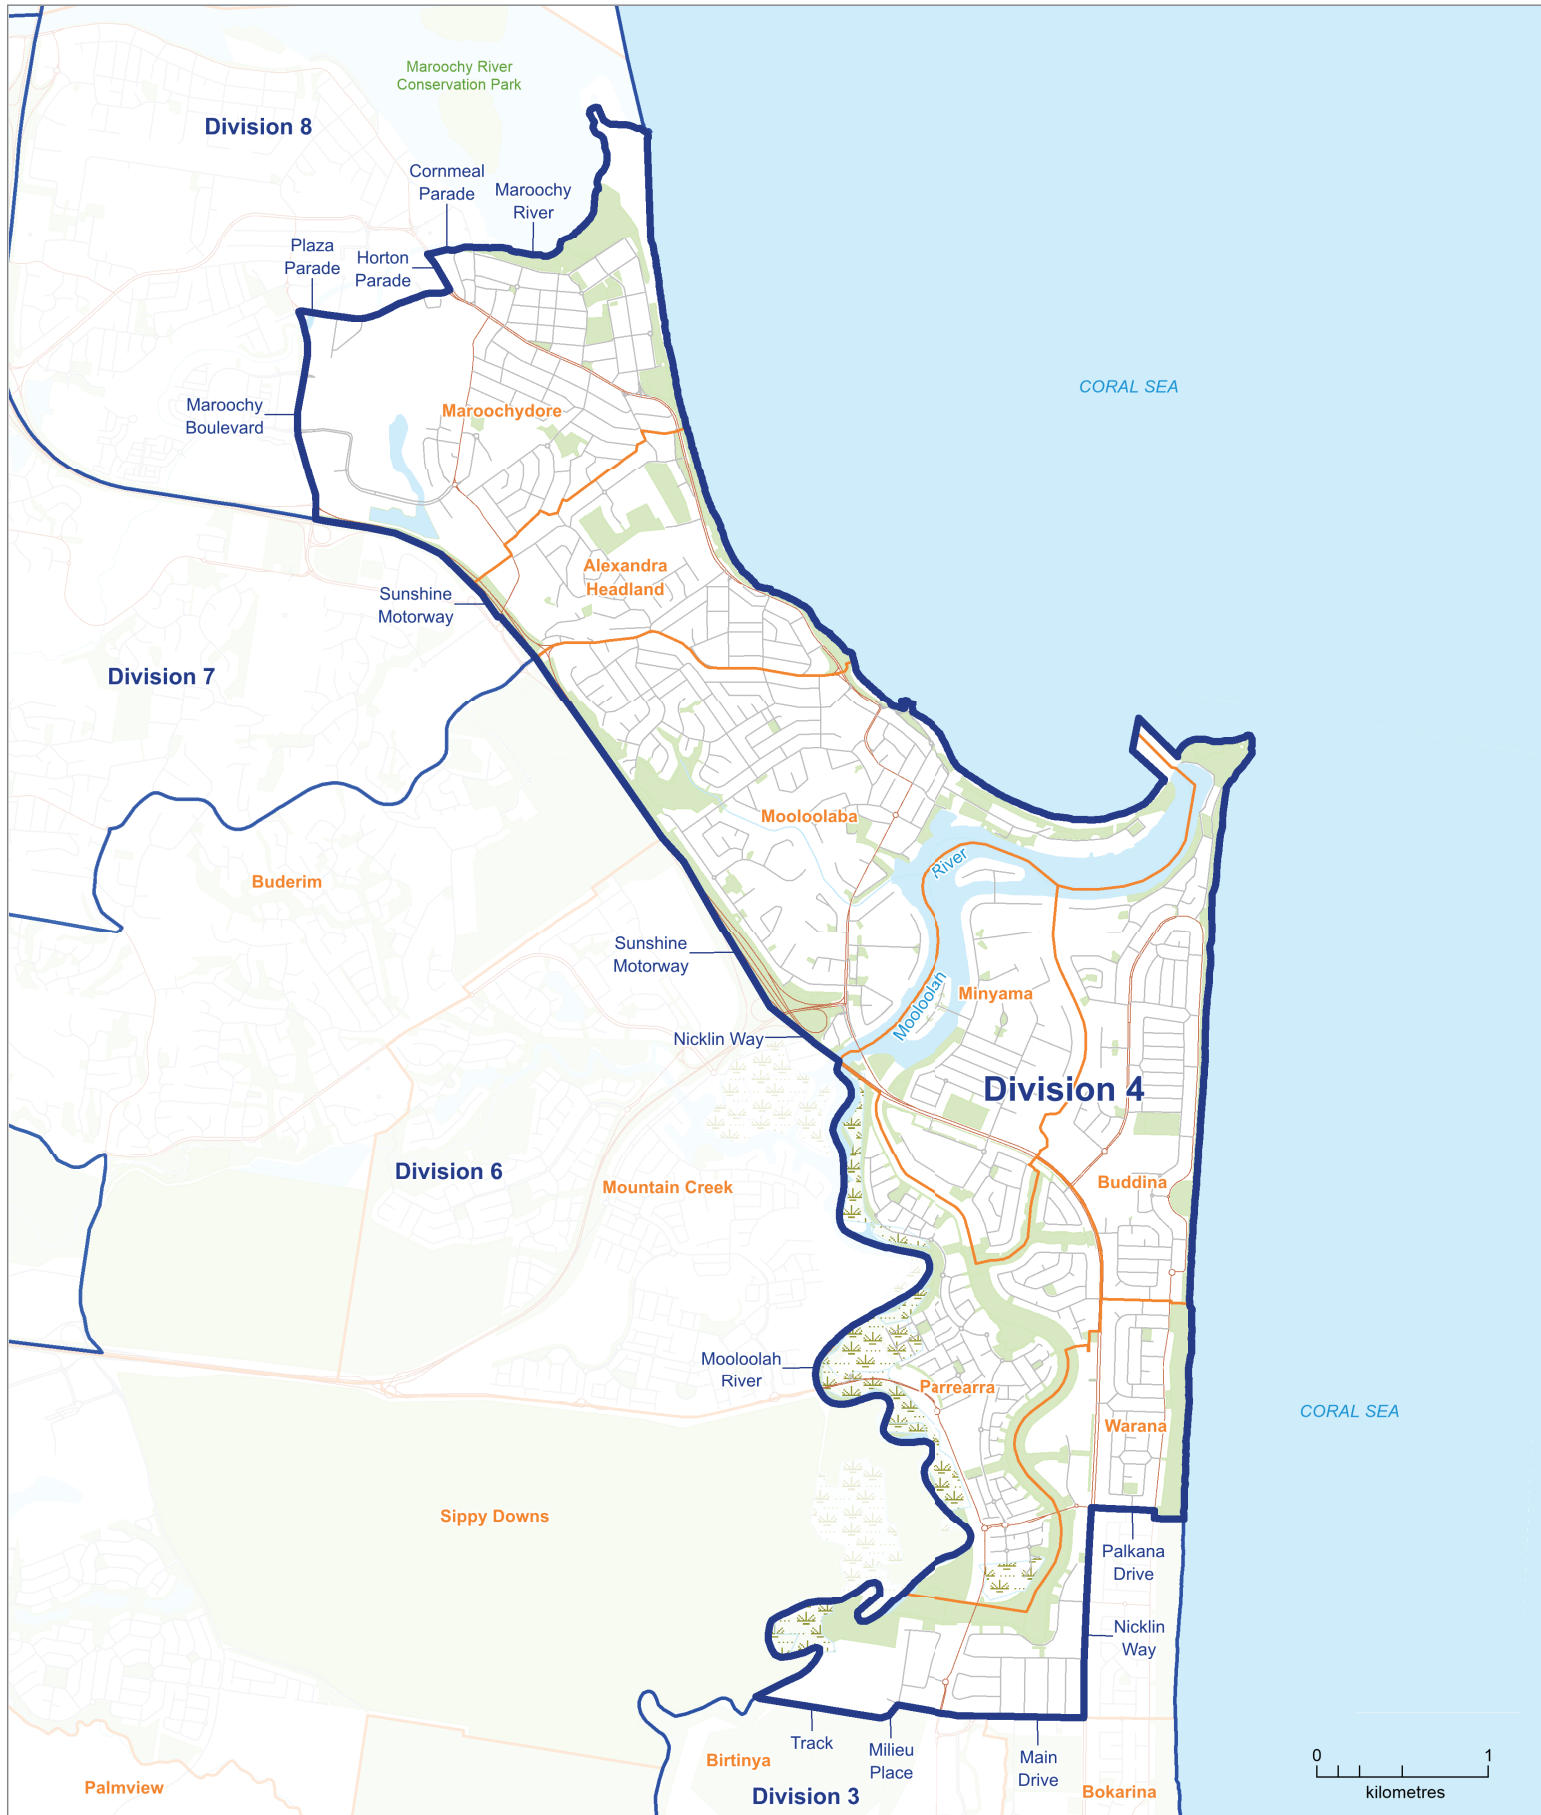 Maroochy River
Conservation Park
Division 8
Cornmeal
Parade
Maroochy
River
Plaza
Parade
Horton
Parade
CORAL SEA
Maroochy
Boulevard
Maroochydore
Alexandra
Headland
Sunshine
Motorway
Division 7
Mooloolaba
River
Buderim
Sunshine
Motorway
Mooloolah
Minyama
Nicklin Way
Division 4
Division 6
Mountain Creek
Buddina
Mooloolah
River
Parrearra
CORAL SEA
Warana
Sippy Downs
Palkana
Drive
Nicklin
Way
Track
Milieu
Place
Main
Drive
Birtinya
Division 3
Palmview
Bokarina
0 1
kilometres